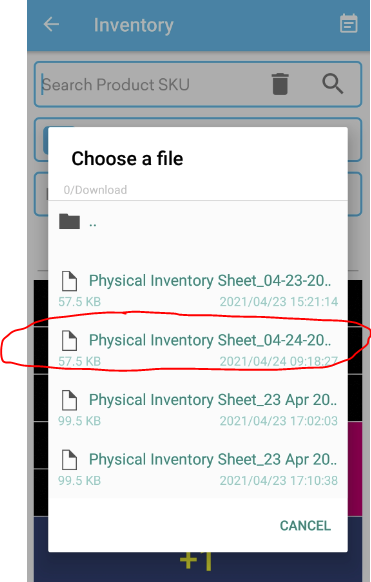 Inventory
Search Product SKU
Choose a file
0/Download
..
Physical Inventory Sheet_04-23-20..
57.5 KB 2021/04/23 15:21:14
Physical Inventory Sheet_04-24-20..
57.5 KB 2021/04/24 09:18:27
Physical Inventory Sheet_23 Apr 20..
99.5 KB 2021/04/23 17:02:03
Physical Inventory Sheet_23 Apr 20..
99.5 KB 2021/04/23 17:10:38
CANCEL
+1